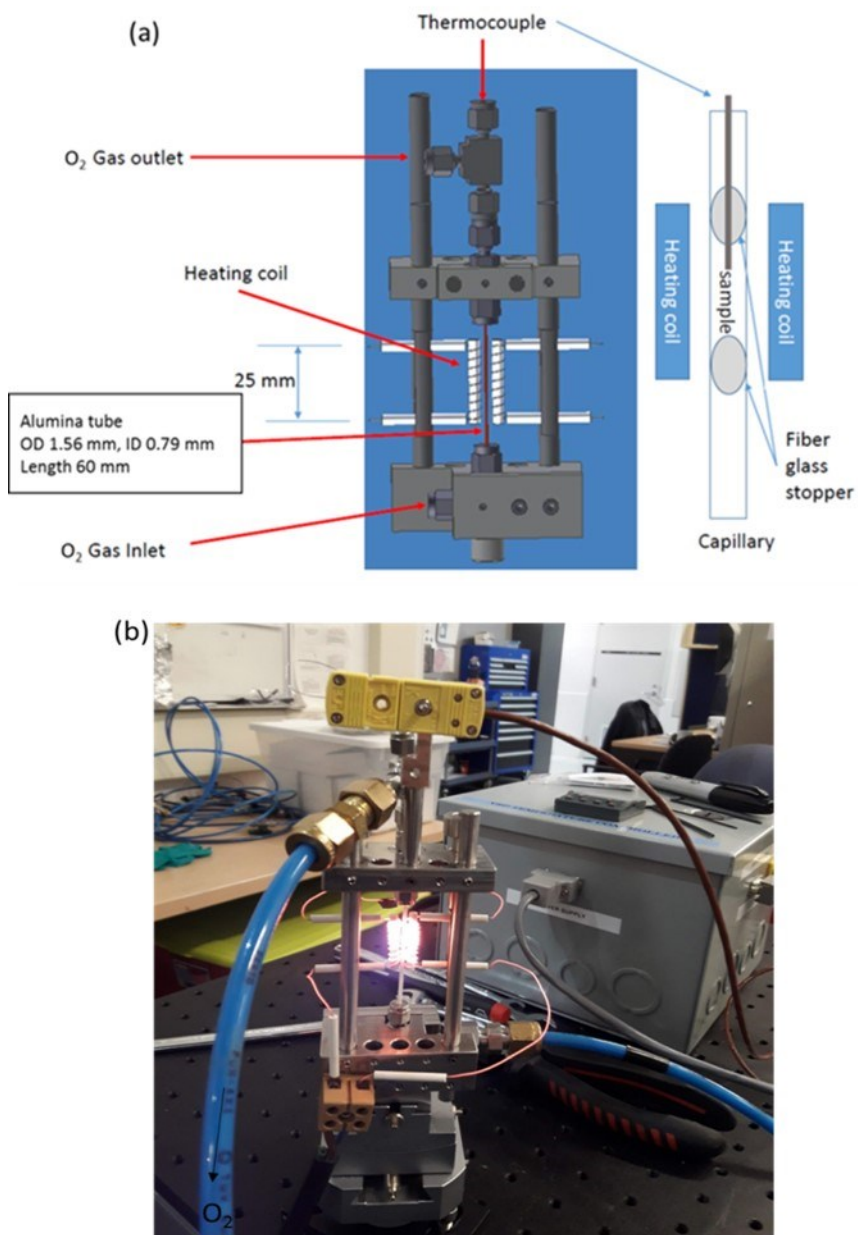 (a)
Thermocouple
O₂ Gas outlet
Heating coil
25 mm
Alumina tube
OD 1.56 mm, ID 0.79 mm
Length 60 mm
O₂ Gas Inlet
Heating coil
sample
Heating coil
Fiber
glass
stopper
Capillary
(b)
SUPPLY
O₂